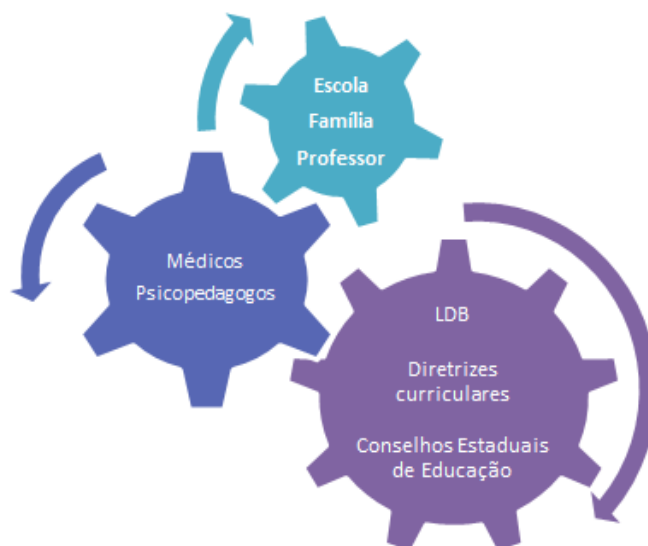 Escola
Família
Professor
Médicos
Psicopedagogos
LDB
Diretrizes
curriculares
Conselhos Estaduais
de Educação